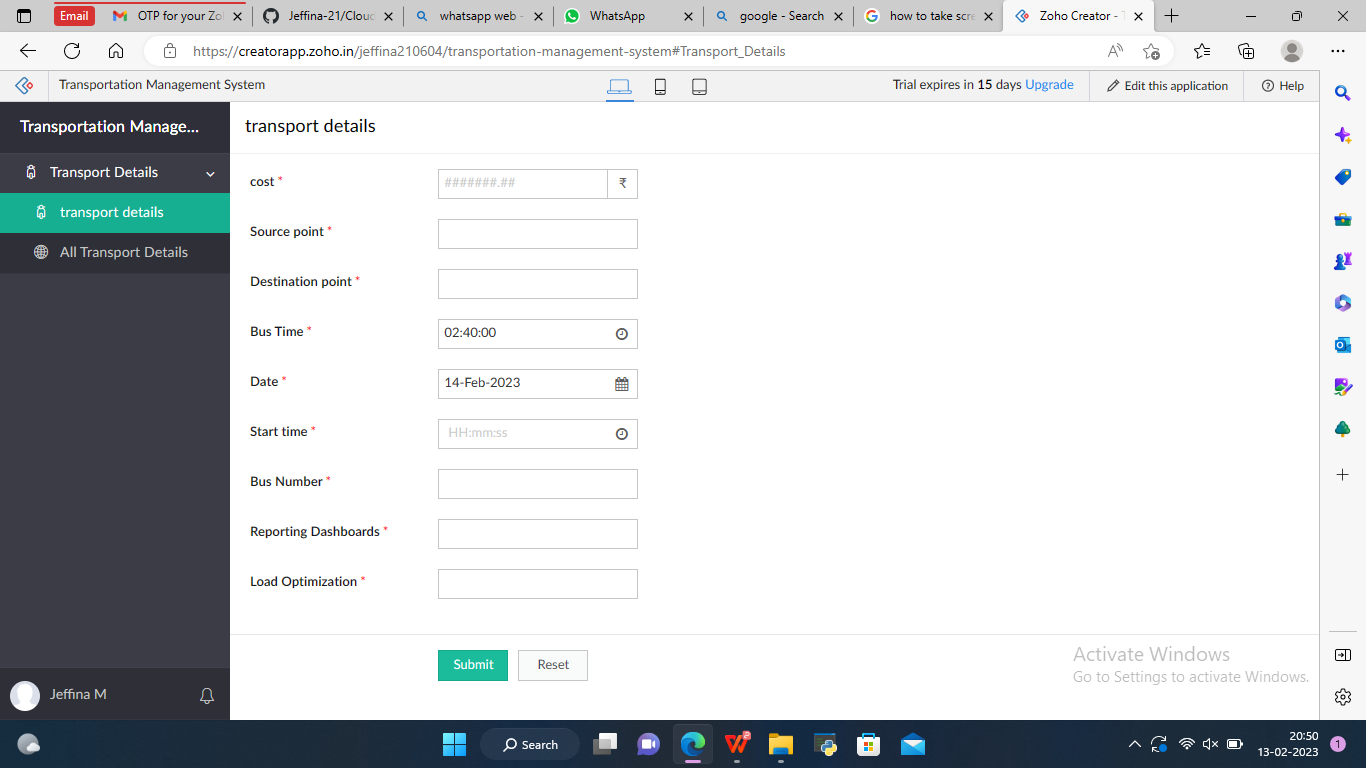 Email
OTP for your Zo
Jeffina-21/Cloud
whatsapp web -
WhatsApp
google - Search
how to take scre
Zoho Creator - T
https://creatorapp.zoho.in/jeffina210604/transportation-management-system#Transport_Details
Transportation Management System
Trial expires in 15 days Upgrade
Edit this application
Help
Transportation Manage...
transport details
Transport Details
transport details
All Transport Details
cost *
#######.##
₹
Source point *
Destination point *
Bus Time *
02:40:00
Date *
14-Feb-2023
Start time *
HH:mm:ss
Bus Number *
Reporting Dashboards *
Load Optimization *
Submit
Reset
Activate Windows
Go to Settings to activate Windows.
Jeffina M
Search
20:50
13-02-2023
1